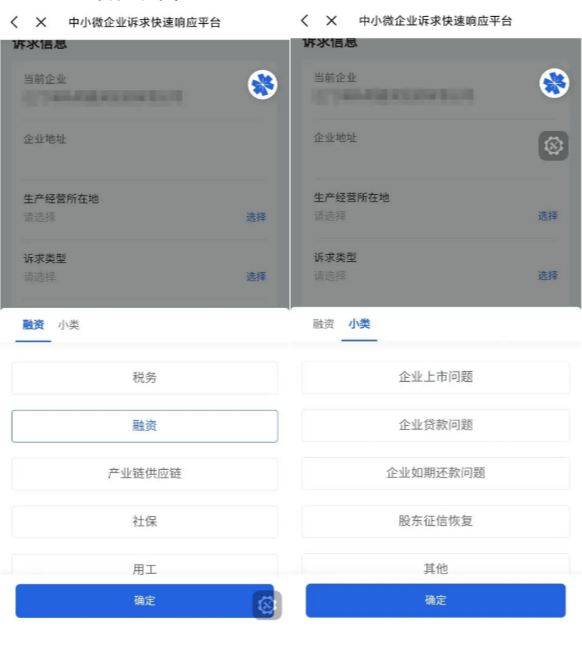 中小微企业诉求快速响应平台
诉求信息
当前企业
企业地址
生产经营所在地
请选择
选择
诉求类型
请选择
选择
融资 小类
税务
融资
产业链供应链
社保
用工
确定
中小微企业诉求快速响应平台
诉求信息
当前企业
企业地址
生产经营所在地
请选择
选择
诉求类型
请选择
选择
融资 小类
企业上市问题
企业贷款问题
企业如期还款问题
股东征信恢复
其他
确定